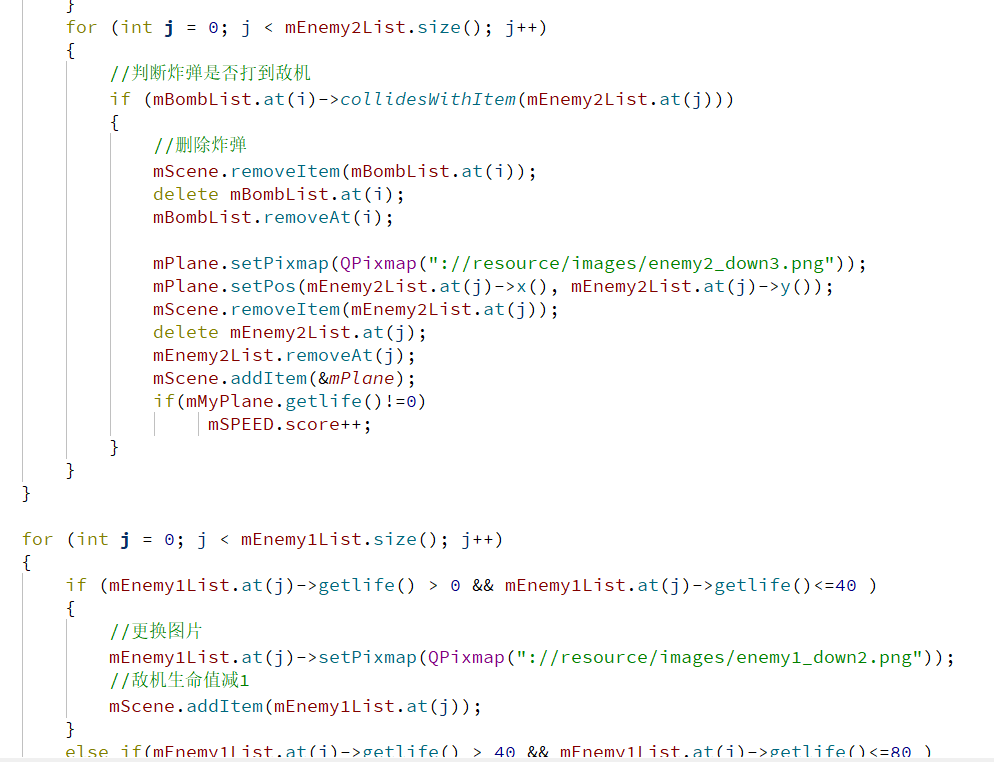 }
for (int j = 0; j < mEnemy2List.size(); j++)
{
//判断炸弹是否打到敌机
if (mBombList.at(i)->collidesWithItem(mEnemy2List.at(j)))
{
//删除炸弹
mScene.removeItem(mBombList.at(i));
delete mBombList.at(i);
mBombList.removeAt(i);
mPlane.setPixmap(QPixmap("://resource/images/enemy2_down3.png"));
mPlane.setPos(mEnemy2List.at(j)->x(), mEnemy2List.at(j)->y());
mScene.removeItem(mEnemy2List.at(j));
delete mEnemy2List.at(j);
mEnemy2List.removeAt(j);
mScene.addItem(&mPlane);
if(mMyPlane.getlife()!=0)
mSPEED.score++;
}
}
}
for (int j = 0; j < mEnemy1List.size(); j++)
{
if (mEnemy1List.at(j)->getlife() > 0 && mEnemy1List.at(j)->getlife()<=40 )
{
//更换图片
mEnemy1List.at(j)->setPixmap(QPixmap("://resource/images/enemy1_down2.png"));
//敌机生命值减1
mScene.addItem(mEnemy1List.at(j));
}
else if(mEnemy1List.at(j)->getlife() > 40 && mEnemy1List.at(j)->getlife()<=80 )